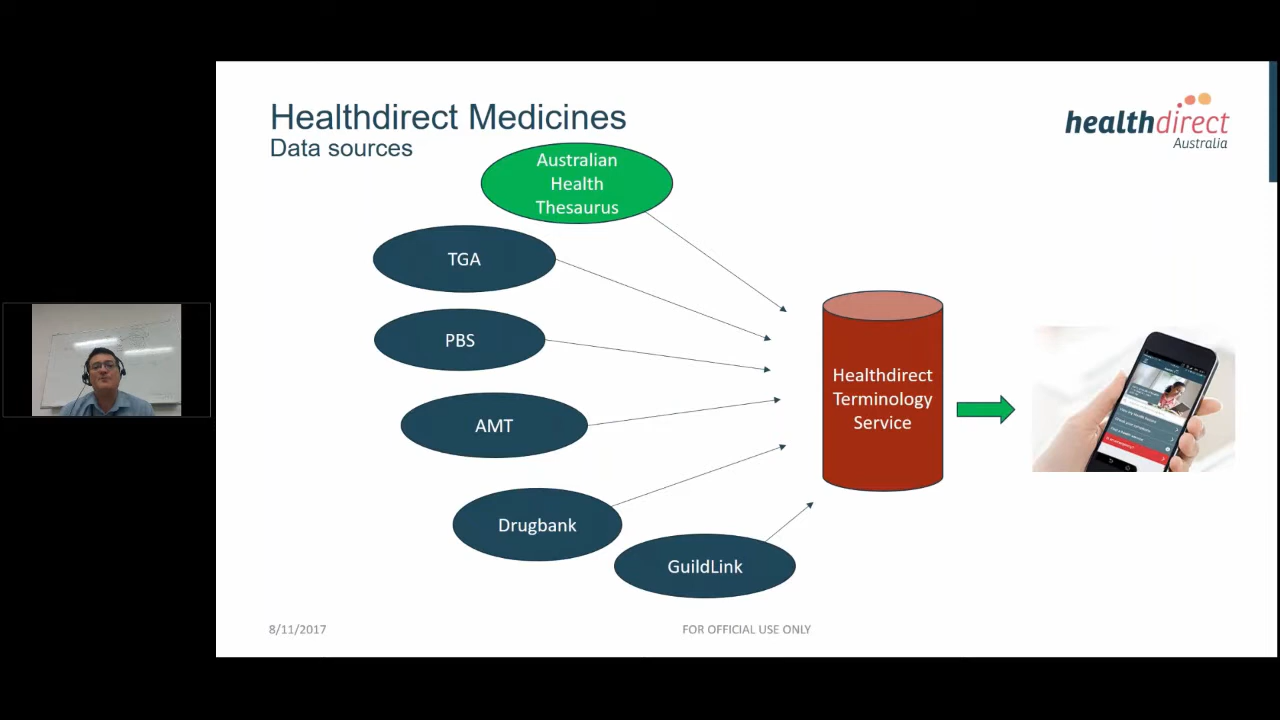 Healthdirect Medicines
Data sources
healthdirect
Australia
Australian
Health
Thesaurus
TGA
PBS
AMT
Drugbank
GuildLink
Healthdirect
Terminology
Service
8/11/2017
FOR OFFICIAL USE ONLY